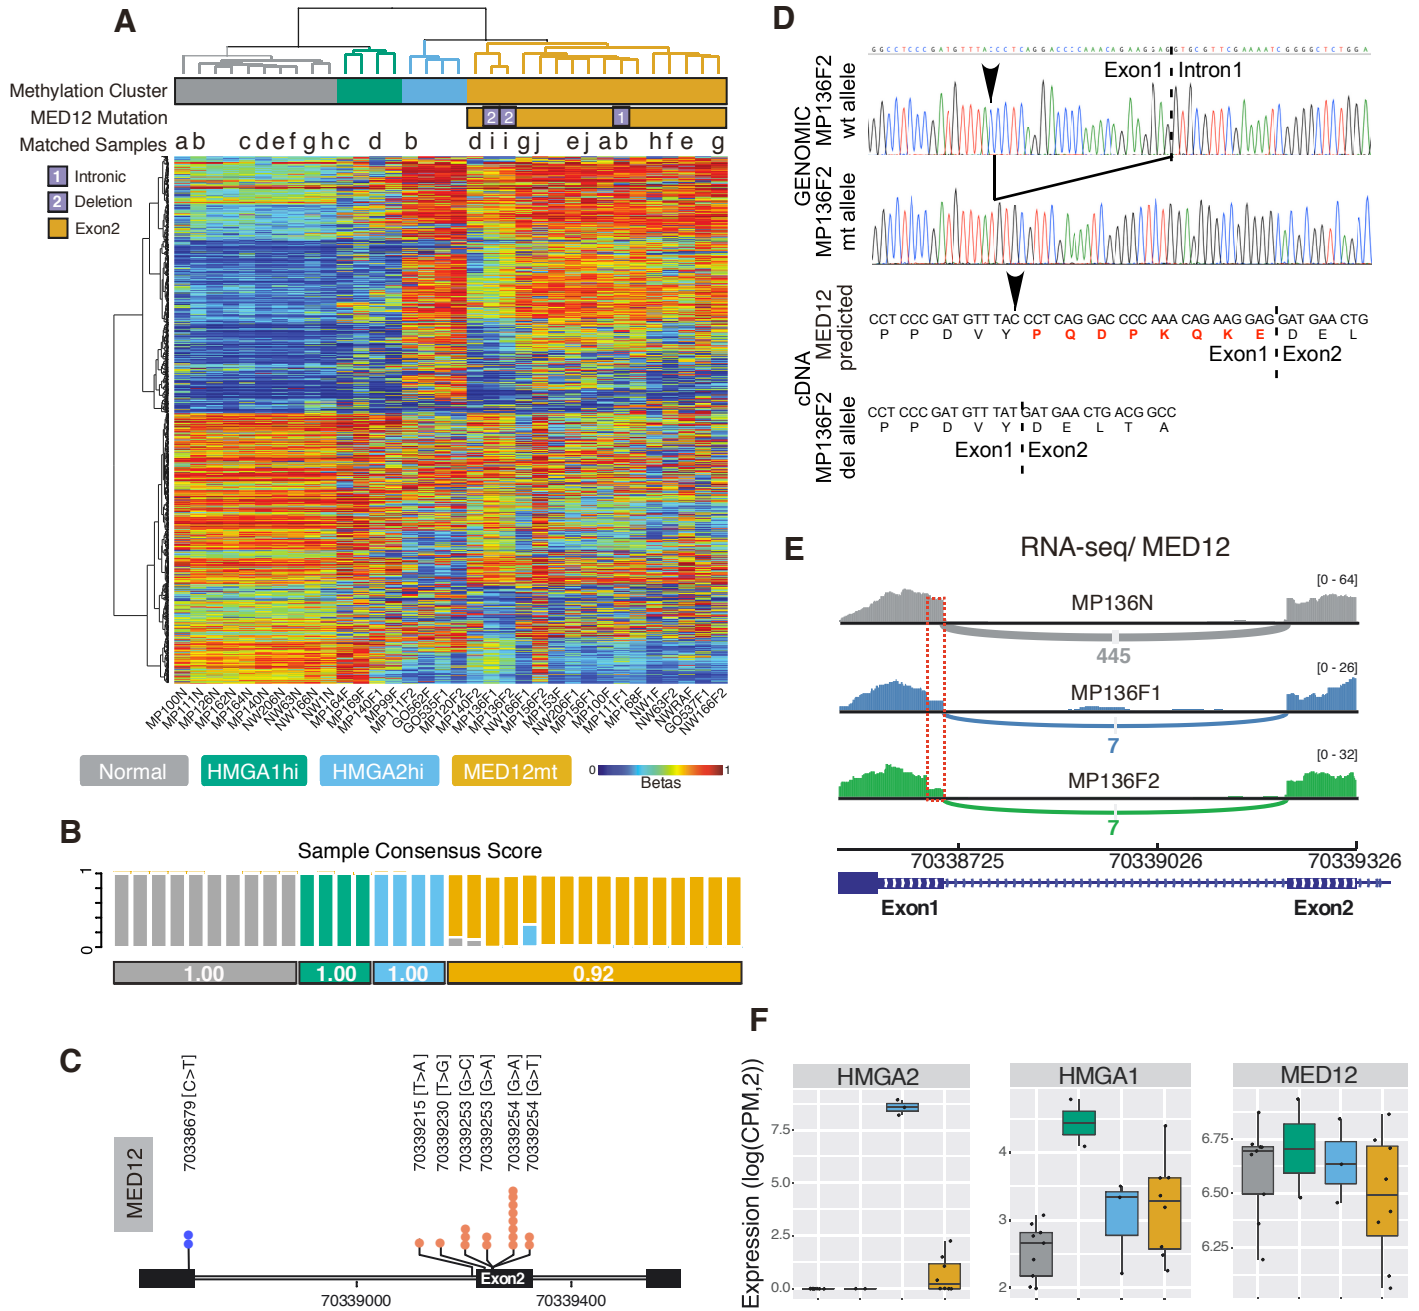 A
Methylation Cluster
MED12 Mutation
2 2 1
Matched Samples
a b c d e f g h c d b d i i g j e j a b h f e g
1 Intronic
2 Deletion
Exon2
MP100N
MP111N
MP126N
MP162N
MP164N
MP140N
NW206N
NW63N
NW166N
NW1N
MP164F
MP169F
MP140F1
MP99F
MP111F2
GO562F
GO535F1
MP120F2
MP140F2
MP136F1
MP136F2
NW166F1
MP156F2
MP153F
NW206F1
MP156F1
MP100F
MP111F1
MP168F
NW1F
NW63F2
NWRAF
GO537F1
NW166F2
Normal
HMGA1hi
HMGA2hi
MED12mt
0 1
Betas
B
Sample Consensus Score
1
0
1.00 1.00 1.00 0.92
C
MED12
70338679 [C>T]
70339215 [T>A]
70339230 [T>G]
70339253 [G>C]
70339253 [G>A]
70339254 [G>A]
70339254 [G>T]
Exon2
70339000 70339400
D
GENOMIC
MP136F2
wt allele
Exon1 Intron1
MP136F2
mt allele
cDNA
MED12
predicted
CCT CCC GAT GTT TAC CCT CAG GAC CCC AAA CAG AAG GAG GAT GAA CTG
P P D V Y P Q D P K Q K E D E L
Exon1 Exon2
MP136F2
del allele
CCT CCC GAT GTT TAT GAT GAA CTG ACG GCC
P P D V Y D E L T A
Exon1 Exon2
E
RNA-seq/ MED12
[0 - 64]
MP136N
445
[0 - 26]
MP136F1
7
[0 - 32]
MP136F2
7
70338725 70339026 70339326
Exon1 Exon2
F
Expression (log(CPM,2))
HMGA2
7.5
5.0
2.5
0.0
HMGA1
4
3
2
MED12
6.75
6.50
6.25